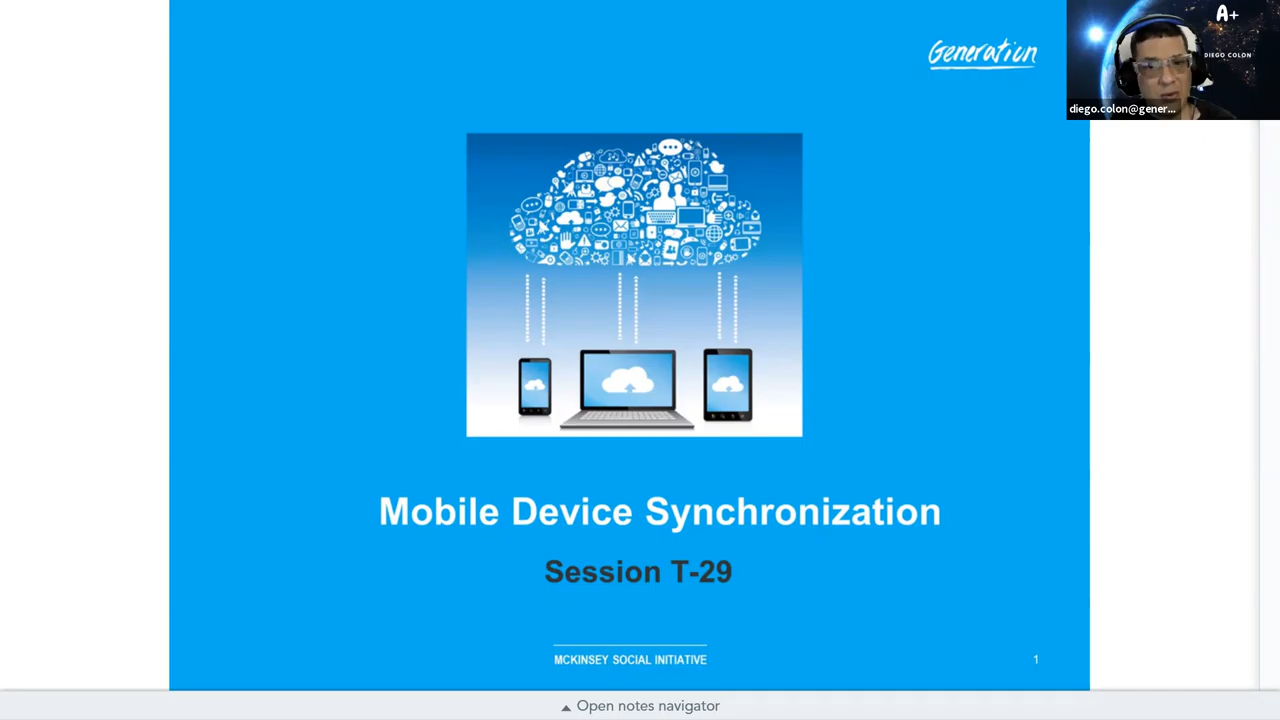 Generation
A+
DIEGO COLON
diego.colon@gener...
Mobile Device Synchronization
Session T-29
MCKINSEY SOCIAL INITIATIVE
1
Open notes navigator